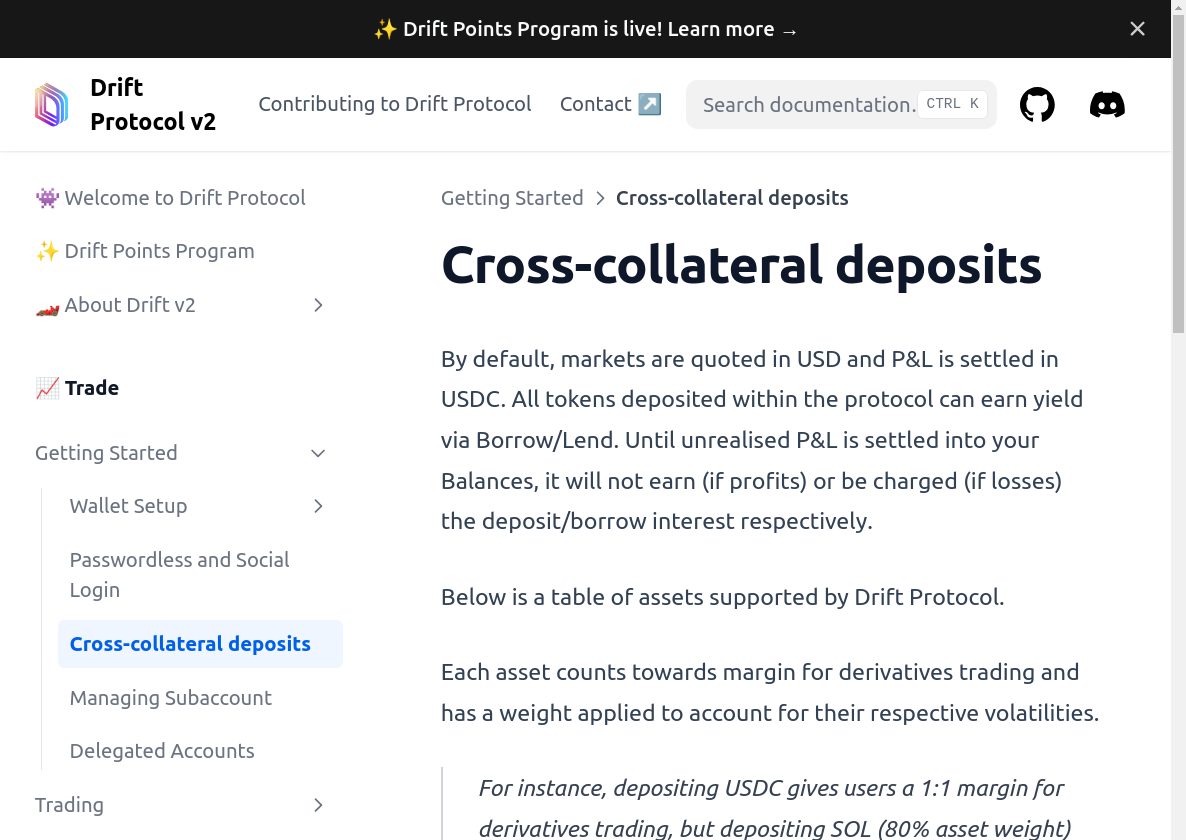 ✨ Drift Points Program is live! Learn more →
Drift
Protocol v2
Contributing to Drift Protocol
Contact ↗️
Search documentation.
CTRL K
👾 Welcome to Drift Protocol
✨ Drift Points Program
🏎️ About Drift v2
📈 Trade
Getting Started
Wallet Setup
Passwordless and Social
Login
Cross-collateral deposits
Managing Subaccount
Delegated Accounts
Trading
Getting Started > Cross-collateral deposits
Cross-collateral deposits
By default, markets are quoted in USD and P&L is settled in
USDC. All tokens deposited within the protocol can earn yield
via Borrow/Lend. Until unrealised P&L is settled into your
Balances, it will not earn (if profits) or be charged (if losses)
the deposit/borrow interest respectively.
Below is a table of assets supported by Drift Protocol.
Each asset counts towards margin for derivatives trading and
has a weight applied to account for their respective volatilities.
For instance, depositing USDC gives users a 1:1 margin for
derivatives trading, but depositing SOL (80% asset weight)